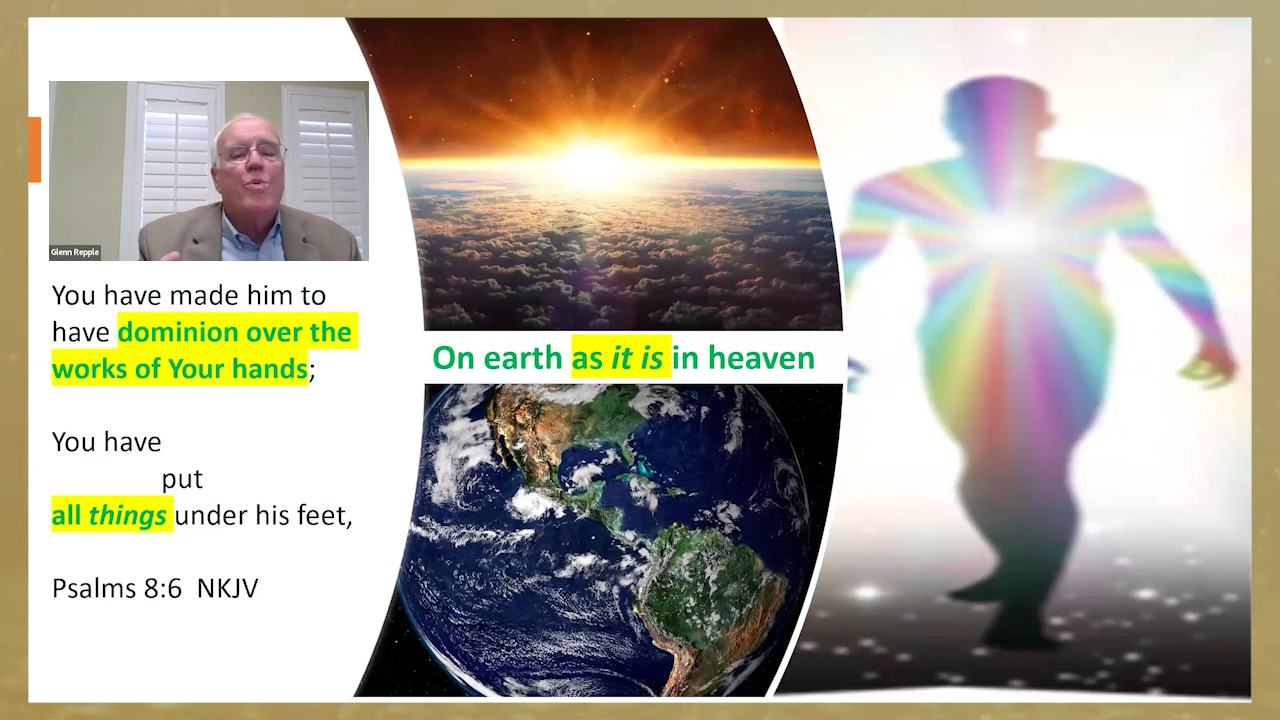 Glenn Repple
You have made him to
have dominion over the
works of Your hands;
You have
put
all things under his feet,
Psalms 8:6 NKJV
On earth as it is in heaven